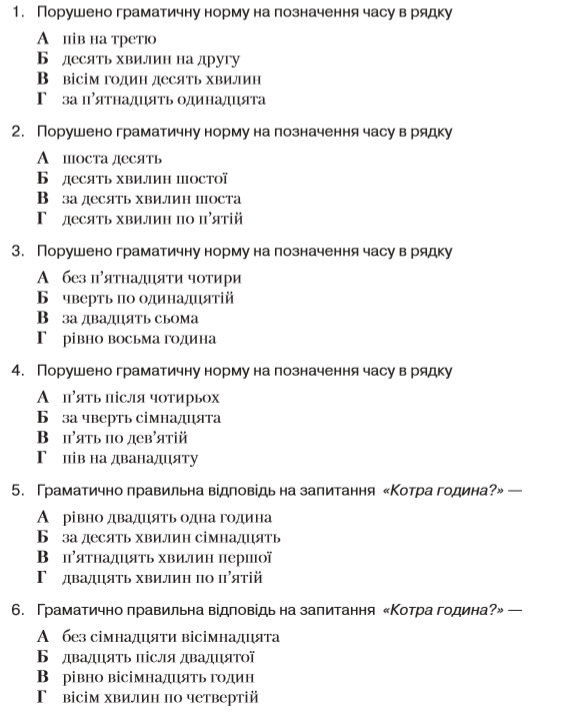 1. Порушено граматичну норму на позначення часу в рядку
А пів на третю
Б десять хвилин на другу
В вісім годин десять хвилин
Г за п’ятнадцять одинадцята
2. Порушено граматичну норму на позначення часу в рядку
А шоста десять
Б десять хвилин шостої
В за десять хвилин шоста
Г десять хвилин по п’ятій
3. Порушено граматичну норму на позначення часу в рядку
А без п’ятнадцяти чотири
Б чверть по одинадцятій
В за двадцять сьома
Г рівно восьма година
4. Порушено граматичну норму на позначення часу в рядку
А п’ять після чотирьох
Б за чверть сімнадцята
В п’ять по дев’ятій
Г пів на дванадцяту
5. Граматично правильна відповідь на запитання «Котра година?» —
А рівно двадцять одна година
Б за десять хвилин сімнадцять
В п’ятнадцять хвилин першої
Г двадцять хвилин по п’ятій
6. Граматично правильна відповідь на запитання «Котра година?» —
А без сімнадцяти вісімнадцята
Б двадцять після двадцятої
В рівно вісімнадцять годин
Г вісім хвилин по четвертій